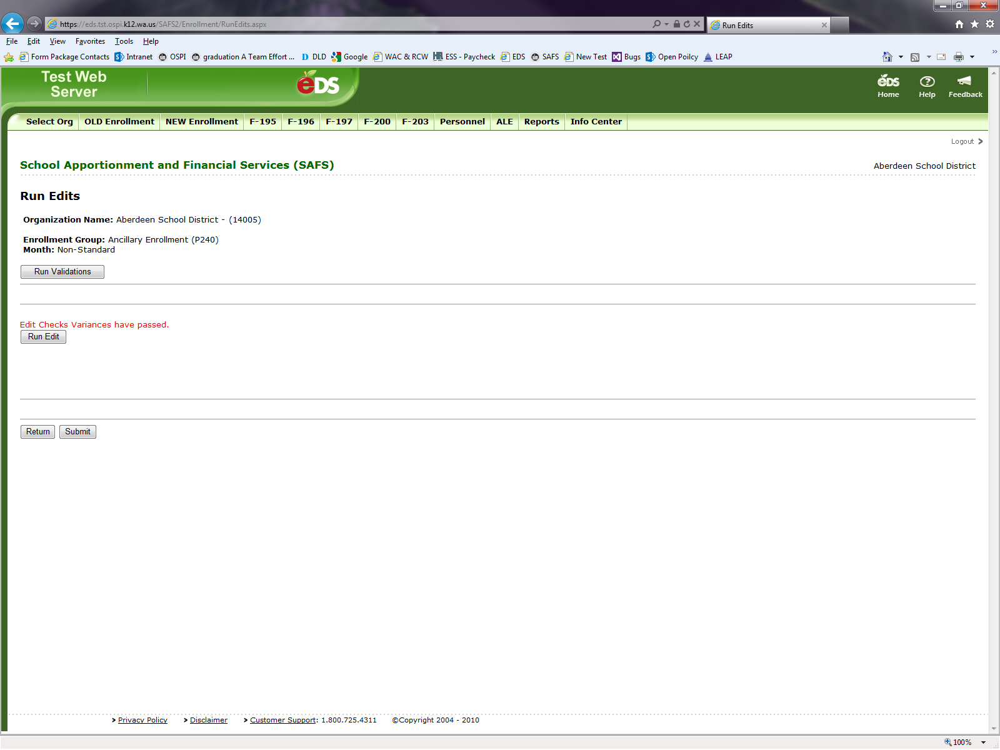 https://eds.tst.ospi.k12.wa.us/SAFS2/Enrollment/RunEdits.aspx
Run Edits
File Edit View Favorites Tools Help
Form Package Contacts Intranet OSPI graduation A Team Effort ... DLD Google WAC & RCW ESS - Paycheck EDS SAFS New Test Bugs Open Poilcy LEAP
Test Web
Server
eDS
eDS
Home Help Feedback
Select Org OLD Enrollment NEW Enrollment F-195 F-196 F-197 F-200 F-203 Personnel ALE Reports Info Center
Logout
School Apportionment and Financial Services (SAFS)
Aberdeen School District
Run Edits
Organization Name: Aberdeen School District - (14005)
Enrollment Group: Ancillary Enrollment (P240)
Month: Non-Standard
Run Validations
Edit Checks Variances have passed.
Run Edit
Return Submit
Privacy Policy Disclaimer Customer Support: 1.800.725.4311 ©Copyright 2004 - 2010
100%